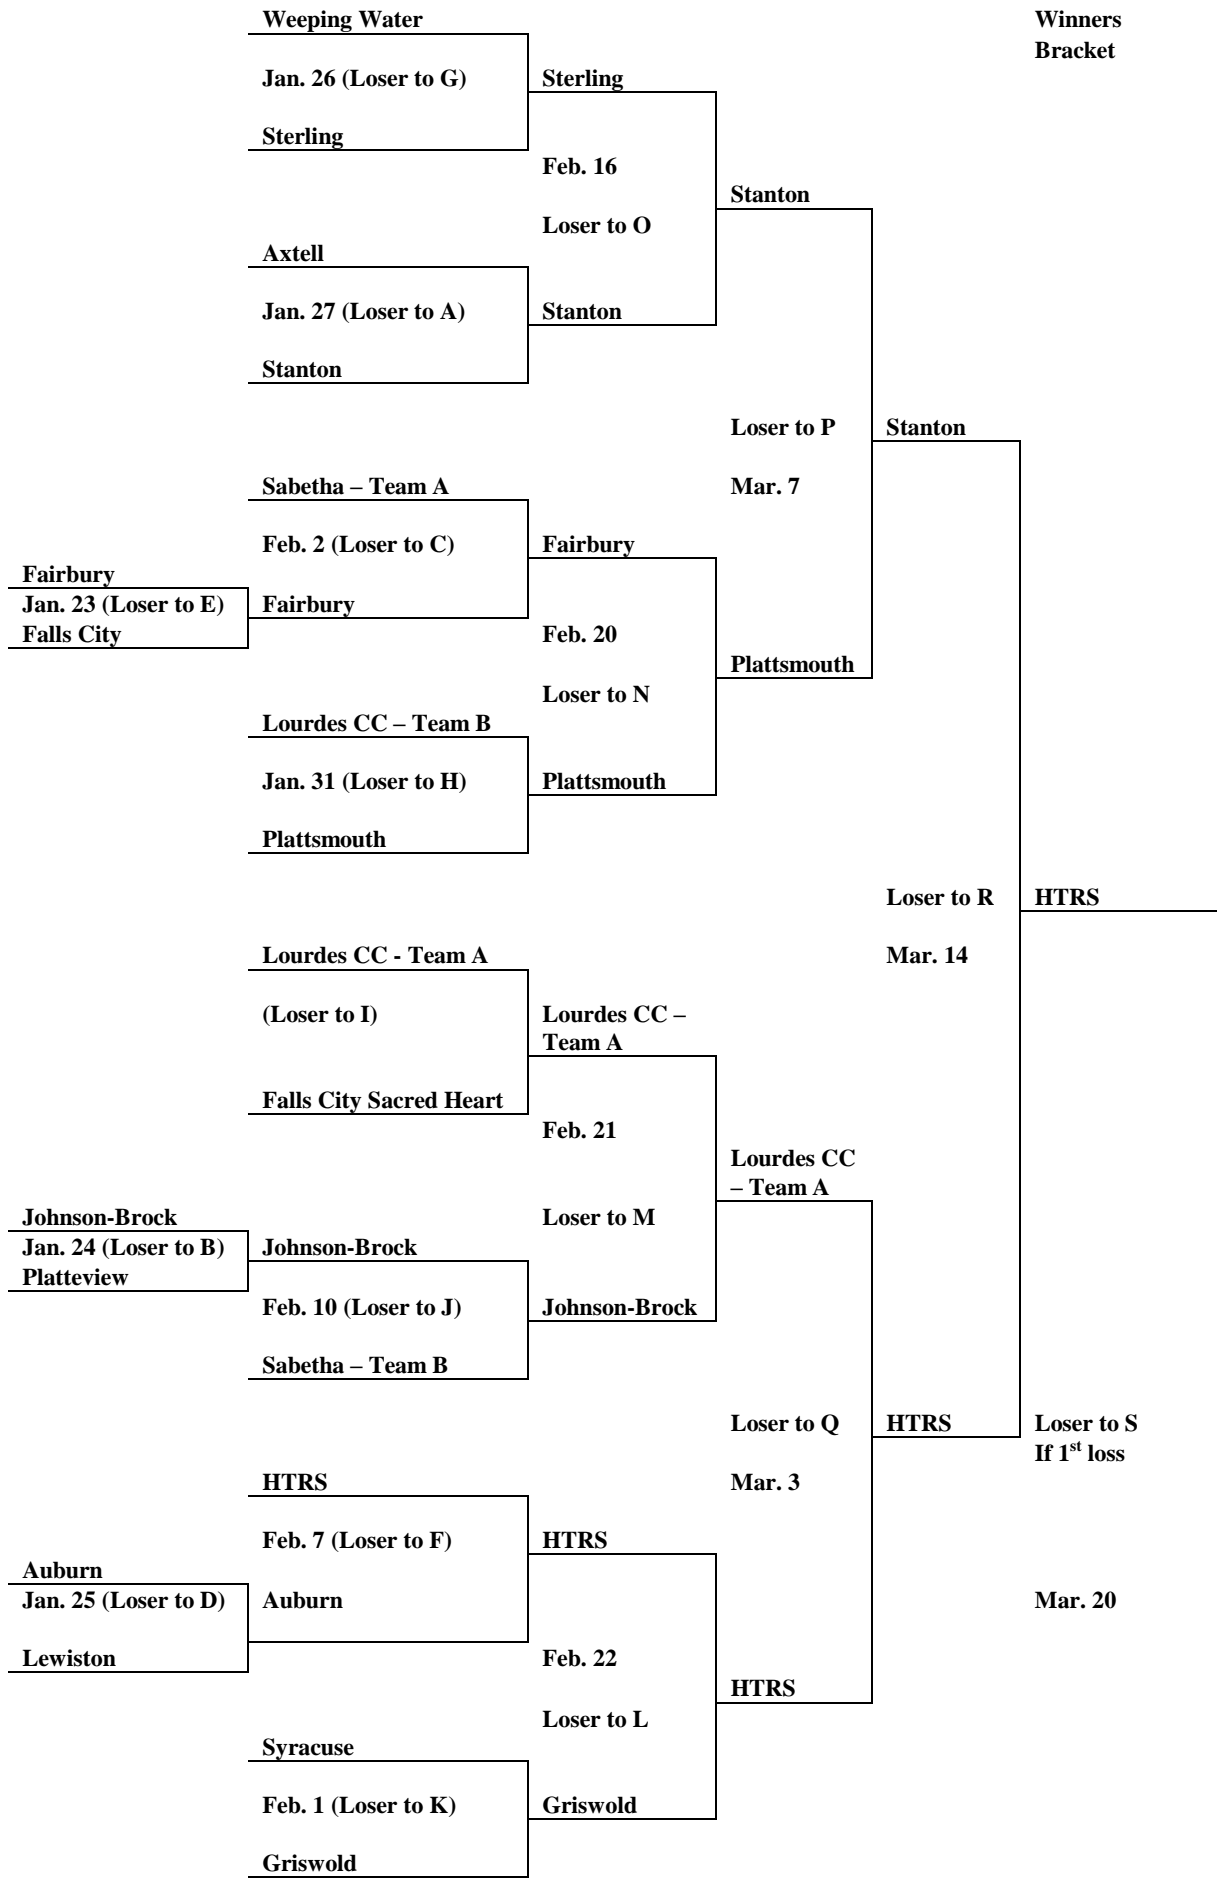 Weeping Water
Winners
Bracket
Jan. 26 (Loser to G)
Sterling
Sterling
Feb. 16
Stanton
Loser to O
Axtell
Jan. 27 (Loser to A)
Stanton
Stanton
Loser to P
Stanton
Sabetha – Team A
Mar. 7
Feb. 2 (Loser to C)
Fairbury
Fairbury
Jan. 23 (Loser to E)
Fairbury
Falls City
Feb. 20
Plattsmouth
Loser to N
Lourdes CC – Team B
Jan. 31 (Loser to H)
Plattsmouth
Plattsmouth
Loser to R
HTRS
Lourdes CC - Team A
Mar. 14
(Loser to I)
Lourdes CC –
Team A
Falls City Sacred Heart
Feb. 21
Lourdes CC
– Team A
Johnson-Brock
Loser to M
Jan. 24 (Loser to B)
Johnson-Brock
Platteview
Feb. 10 (Loser to J)
Johnson-Brock
Sabetha – Team B
Loser to Q
HTRS
Loser to S
If 1st loss
HTRS
Mar. 3
Feb. 7 (Loser to F)
HTRS
Auburn
Jan. 25 (Loser to D)
Auburn
Mar. 20
Lewiston
Feb. 22
HTRS
Loser to L
Syracuse
Feb. 1 (Loser to K)
Griswold
Griswold